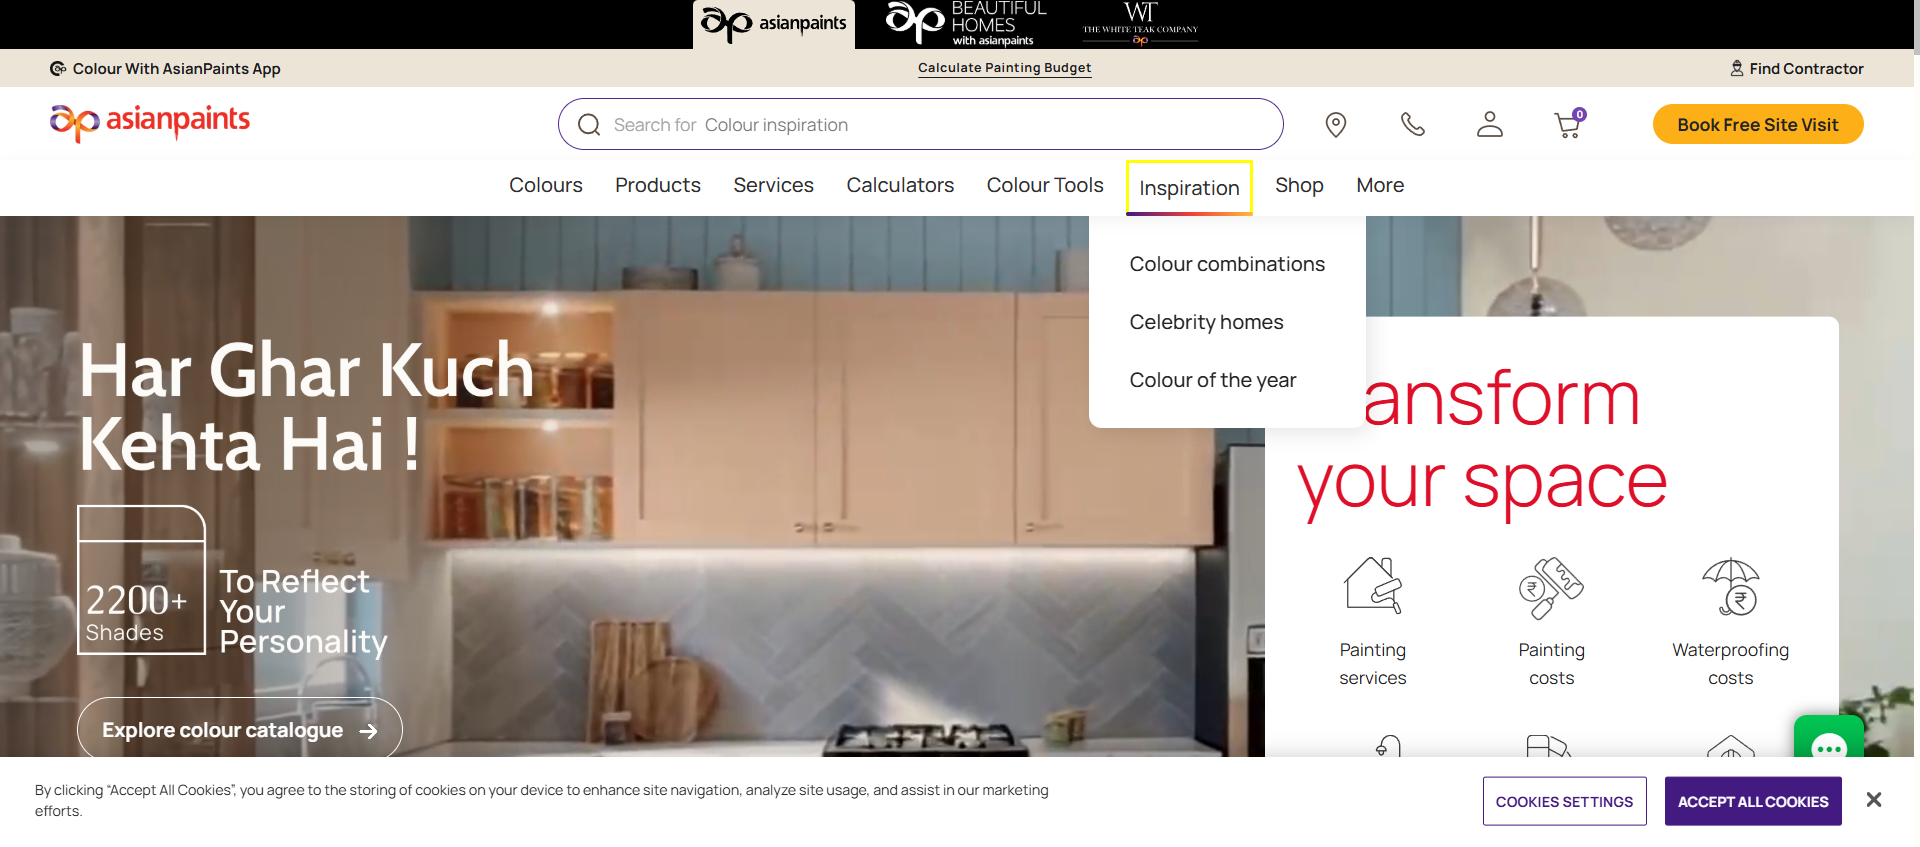 asianpaints
BEAUTIFUL
HOMES
with asianpaints
WT
THE WHITE TEAK COMPANY
Colour With AsianPaints App
Calculate Painting Budget
Find Contractor
asianpaints
Search for Colour inspiration
0
Book Free Site Visit
Colours
Products
Services
Calculators
Colour Tools
Inspiration
Shop
More
Colour combinations
Celebrity homes
Colour of the year
Har Ghar Kuch
Kehta Hai !
2200+
Shades
To Reflect
Your
Personality
Explore colour catalogue
ansform
your space
Painting
services
Painting
costs
Waterproofing
costs
By clicking “Accept All Cookies”, you agree to the storing of cookies on your device to enhance site navigation, analyze site usage, and assist in our marketing
efforts.
COOKIES SETTINGS
ACCEPT ALL COOKIES